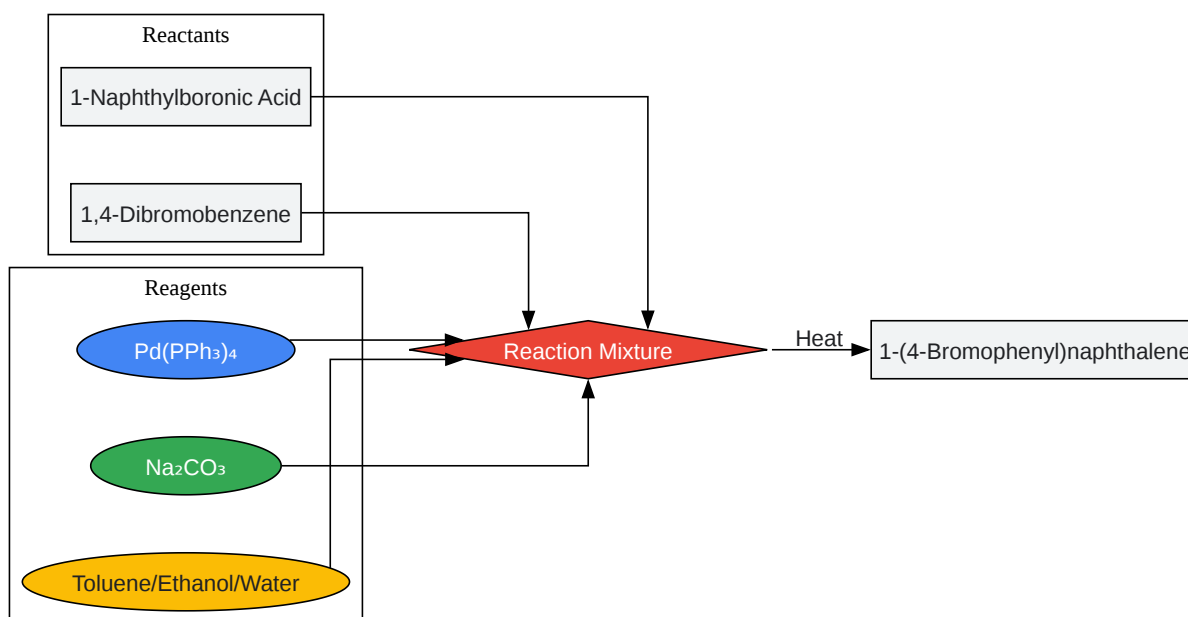 Reactants
1-Naphthylboronic Acid
1,4-Dibromobenzene
Reagents
Pd(PPh₃)₄
Na₂CO₃
Toluene/Ethanol/Water
Reaction Mixture
Heat
1-(4-Bromophenyl)naphthalene